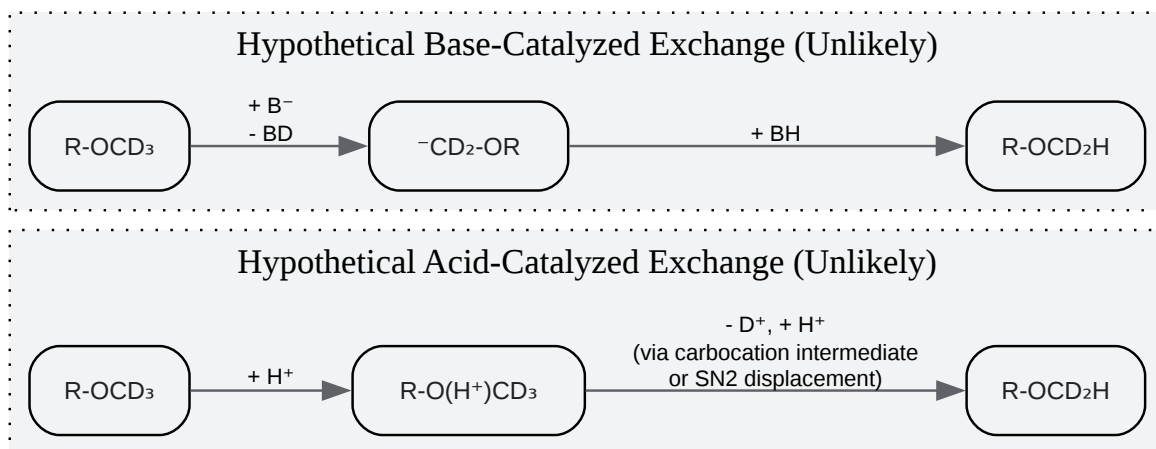 Hypothetical Base-Catalyzed Exchange (Unlikely)
+ B⁻
- BD
+ BH
R-OCD₃
⁻CD₂-OR
R-OCD₂H
Hypothetical Acid-Catalyzed Exchange (Unlikely)
- D⁺, + H⁺
(via carbocation intermediate
or SN2 displacement)
+ H⁺
R-OCD₃
R-O(H⁺)CD₃
R-OCD₂H